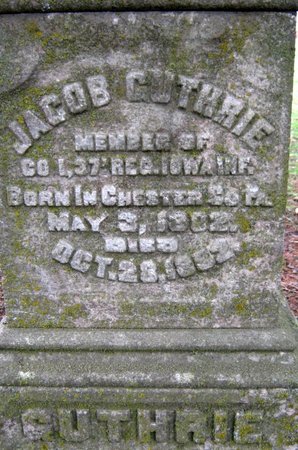 JACOB GUTHRIE
MEMBER OF
CO I, 37' REG. IOWA INF.
BORN IN CHESTER CO PA.
MAY 3, 1802.
DIED
OCT. 28, 1892.
GUTHRIE